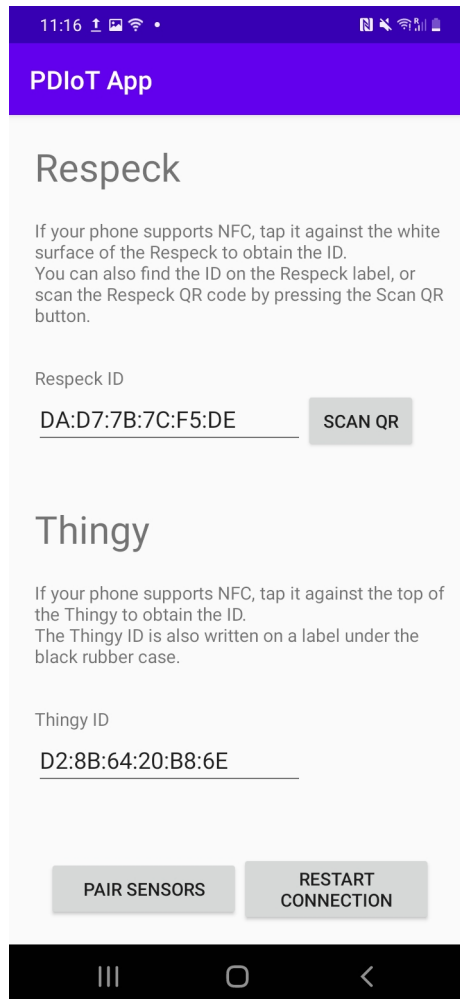 11:16
PDIoT App
Respeck
If your phone supports NFC, tap it against the white
surface of the Respeck to obtain the ID.
You can also find the ID on the Respeck label, or
scan the Respeck QR code by pressing the Scan QR
button.
Respeck ID
DA:D7:7B:7C:F5:DE
SCAN QR
Thingy
If your phone supports NFC, tap it against the top of
the Thingy to obtain the ID.
The Thingy ID is also written on a label under the
black rubber case.
Thingy ID
D2:8B:64:20:B8:6E
PAIR SENSORS
RESTART
CONNECTION